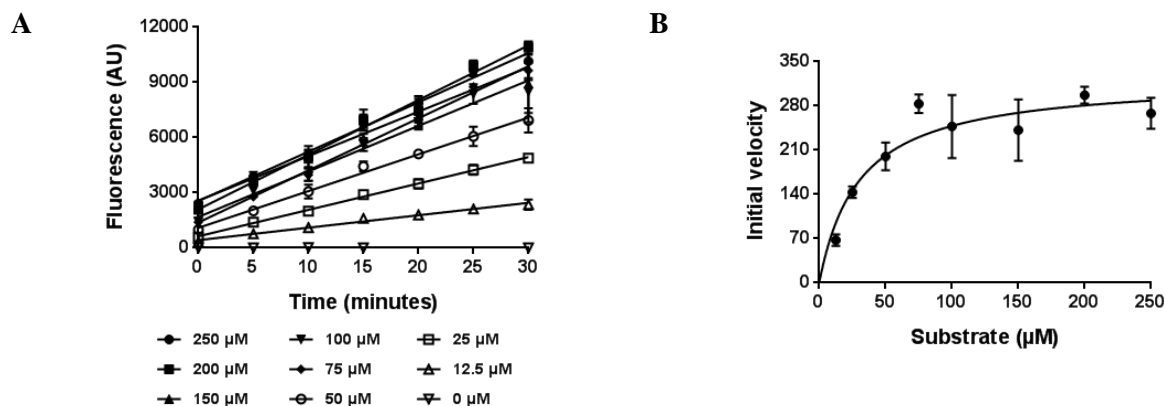 A
Fluorescence (AU)
12000
9000
6000
3000
0
0 5 10 15 20 25 30
Time (minutes)
250 µM 100 µM 25 µM
200 µM 75 µM 12.5 µM
150 µM 50 µM 0 µM
B
Initial velocity
350
280
210
140
70
0
0 50 100 150 200 250
Substrate (µM)